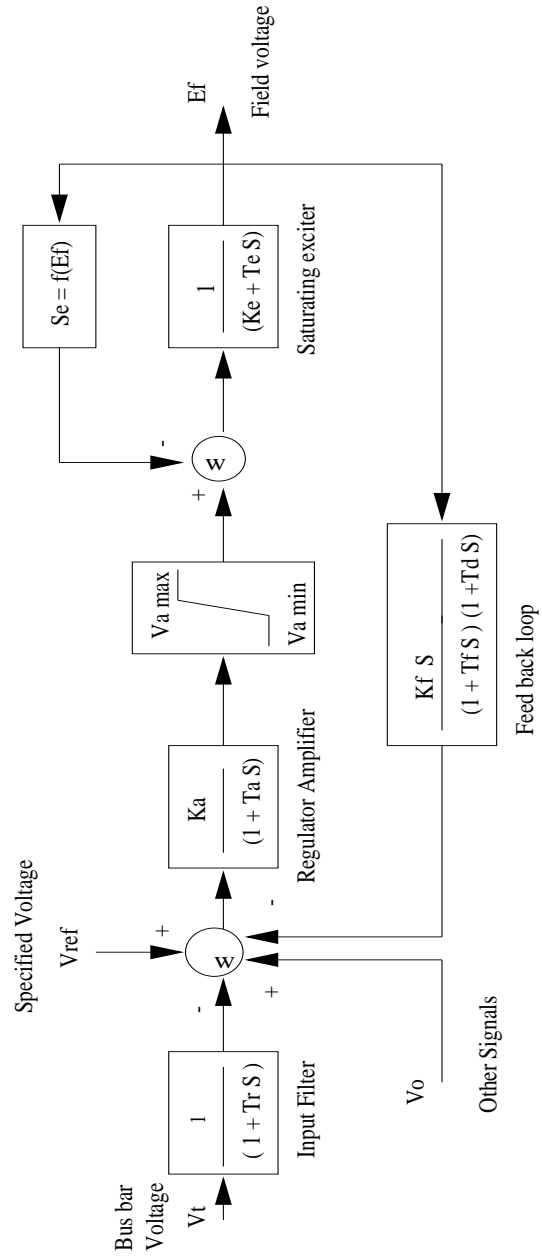 Bus bar
Voltage
Vt
1
( 1 + Tr S )
Input Filter
Specified Voltage
Vref
+
-
+
-
w
Vo
Other Signals
Ka
(1 + Ta S)
Regulator Amplifier
Va max
Va min
+
-
w
Se = f(Ef)
1
(Ke + Te S)
Saturating exciter
Ef
Field voltage
Kf S
(1 + Tf S ) (1 +Td S)
Feed back loop